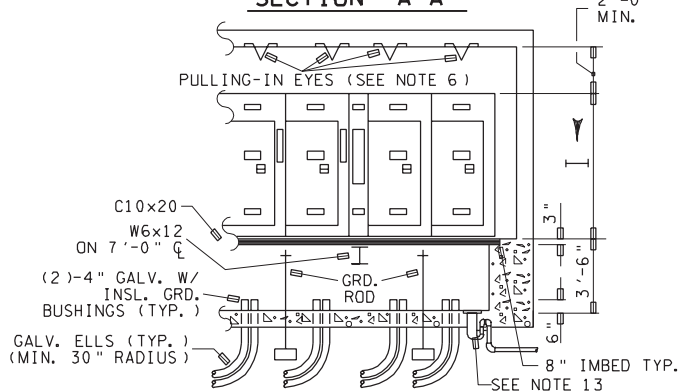 SECTION A-A
2'-0
MIN.
PULLING-IN EYES (SEE NOTE 6)
C10x20
W6x12
ON 7'-0" ℄
(2)-4" GALV. W/
INSL. GRD.
BUSHINGS (TYP.)
GRD.
ROD
GALV. ELLS (TYP.)
(MIN. 30" RADIUS)
3"
3'-6"
6"
8" IMBED TYP.
SEE NOTE 13